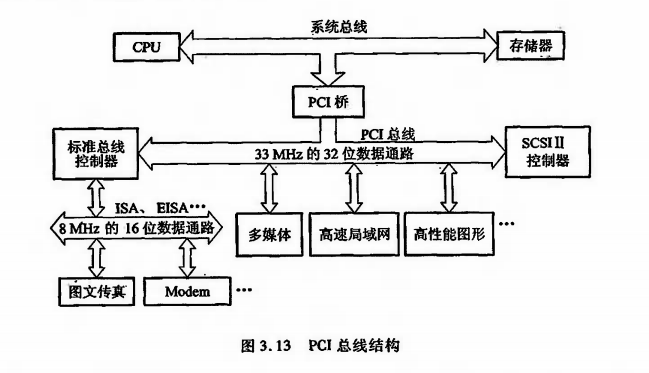 系统总线
CPU
存储器
PCI 桥
PCI 总线
标准总线
控制器
33 MHz 的 32 位数据通路
SCSI Ⅱ
控制器
ISA、EISA…
8 MHz 的 16 位数据通路
多媒体
高速局域网
高性能图形
…
图文传真
Modem
…
图 3.13 PCI 总线结构